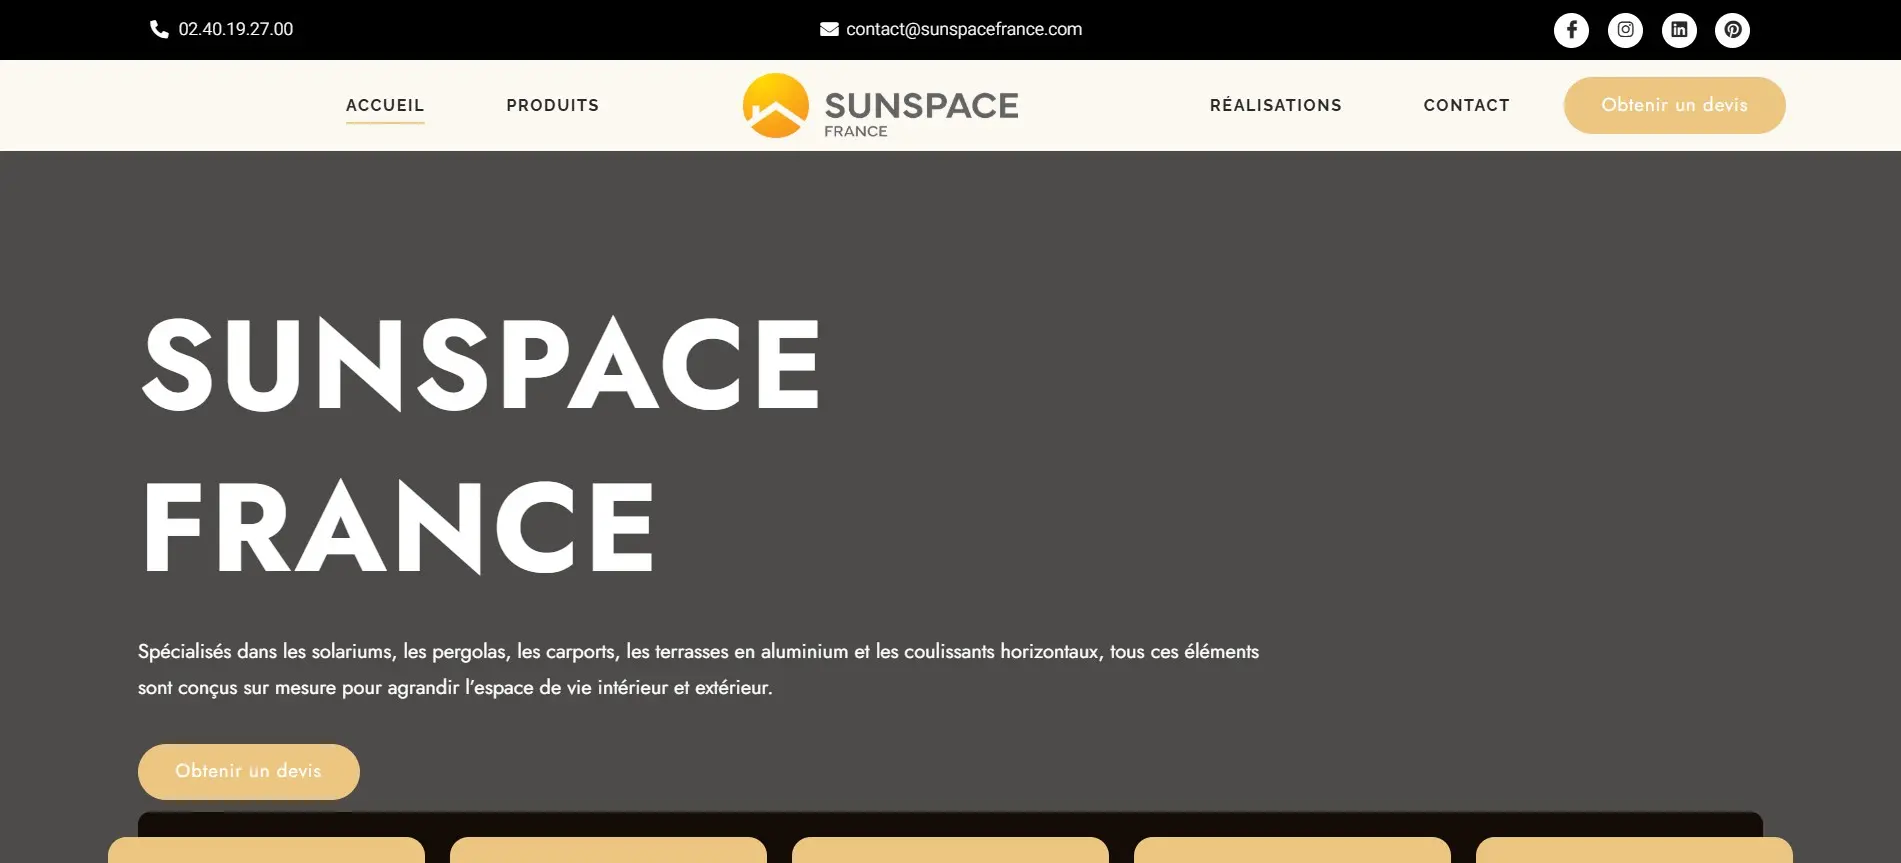 02.40.19.27.00
contact@sunspacefrance.com
ACCUEIL
PRODUITS
SUNSPACE
FRANCE
RÉALISATIONS
CONTACT
Obtenir un devis
SUNSPACE
FRANCE
Spécialisés dans les solariums, les pergolas, les carports, les terrasses en aluminium et les coulissants horizontaux, tous ces éléments
sont conçus sur mesure pour agrandir l’espace de vie intérieur et extérieur.
Obtenir un devis